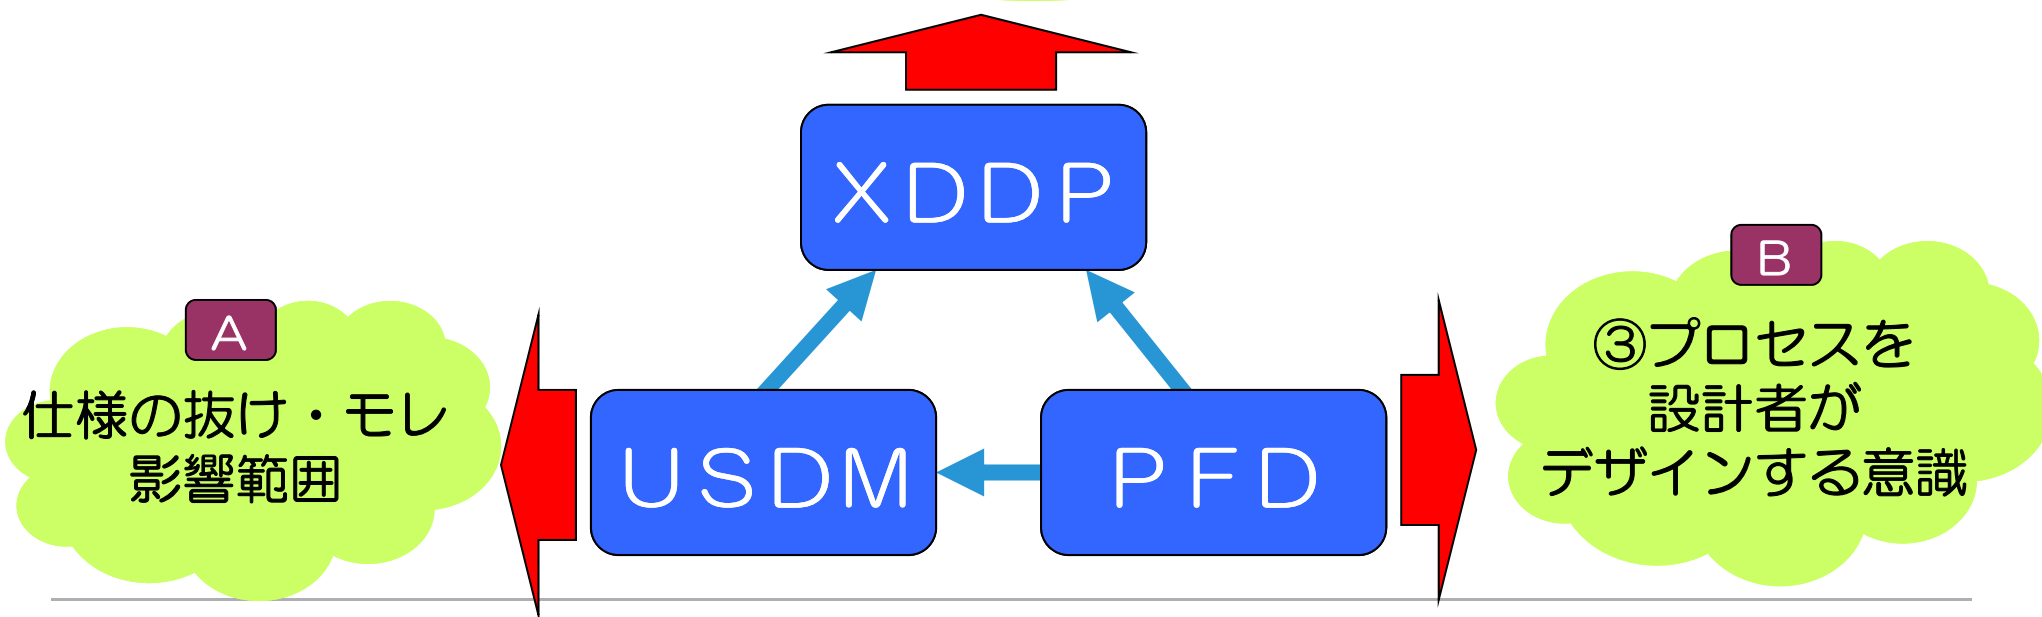 XDDP
B
③プロセスを
設計者が
デザインする意識
A
仕様の抜け・モレ
影響範囲
USDM
PFD